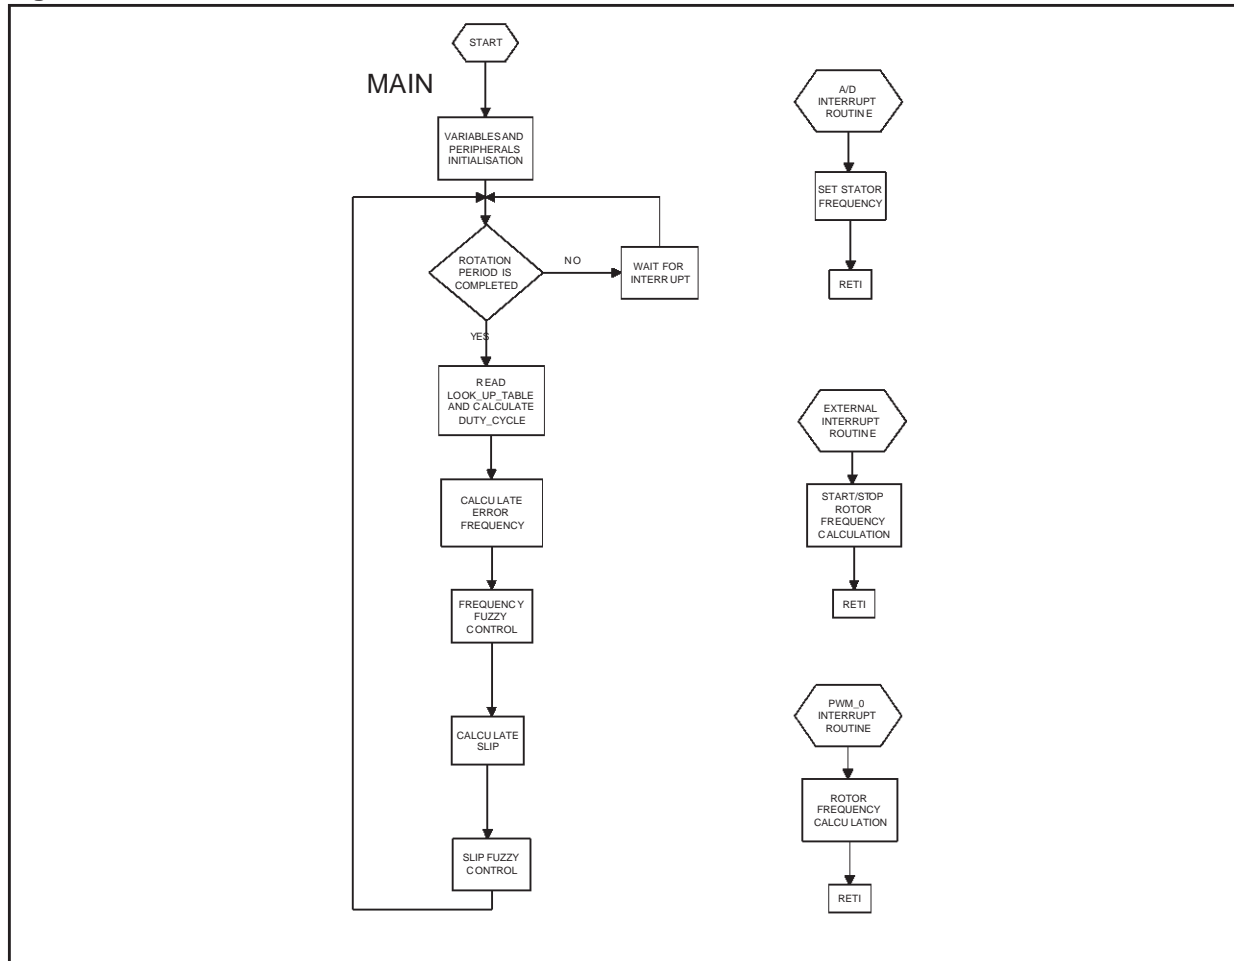 START
MAIN
VARIABLES AND
PERIPHERALS
INITIALISATION
ROTATION
PERIOD IS
COMPLETED
NO
WAIT FOR
INTERRUPT
YES
READ
LOOK_UP_TABLE
AND CALCULATE
DUTY_CYCLE
CALCULATE
ERROR
FREQUENCY
FREQUENCY
FUZZY
CONTROL
CALCULATE
SLIP
SLIP FUZZY
CONTROL
A/D
INTERRUPT
ROUTINE
SET STATOR
FREQUENCY
RETI
EXTERNAL
INTERRUPT
ROUTINE
START/STOP
ROTOR
FREQUENCY
CALCULATION
RETI
PWM_0
INTERRUPT
ROUTINE
ROTOR
FREQUENCY
CALCULATION
RETI